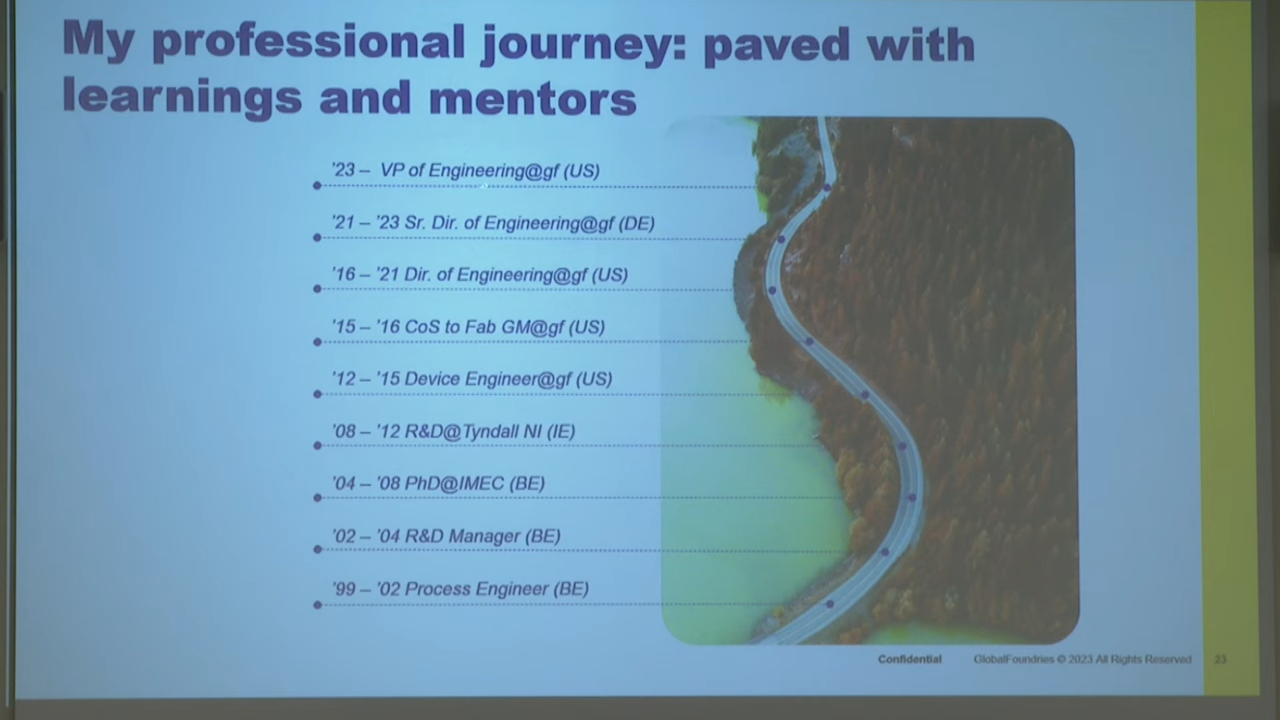 My professional journey: paved with
learnings and mentors
’23 – VP of Engineering@gf (US)
’21 – ’23 Sr. Dir. of Engineering@gf (DE)
’16 – ’21 Dir. of Engineering@gf (US)
’15 – ’16 CoS to Fab GM@gf (US)
’12 – ’15 Device Engineer@gf (US)
’08 – ’12 R&D@Tyndall NI (IE)
’04 – ’08 PhD@IMEC (BE)
’02 – ’04 R&D Manager (BE)
’99 – ’02 Process Engineer (BE)
Confidential GlobalFoundries © 2023 All Rights Reserved 23